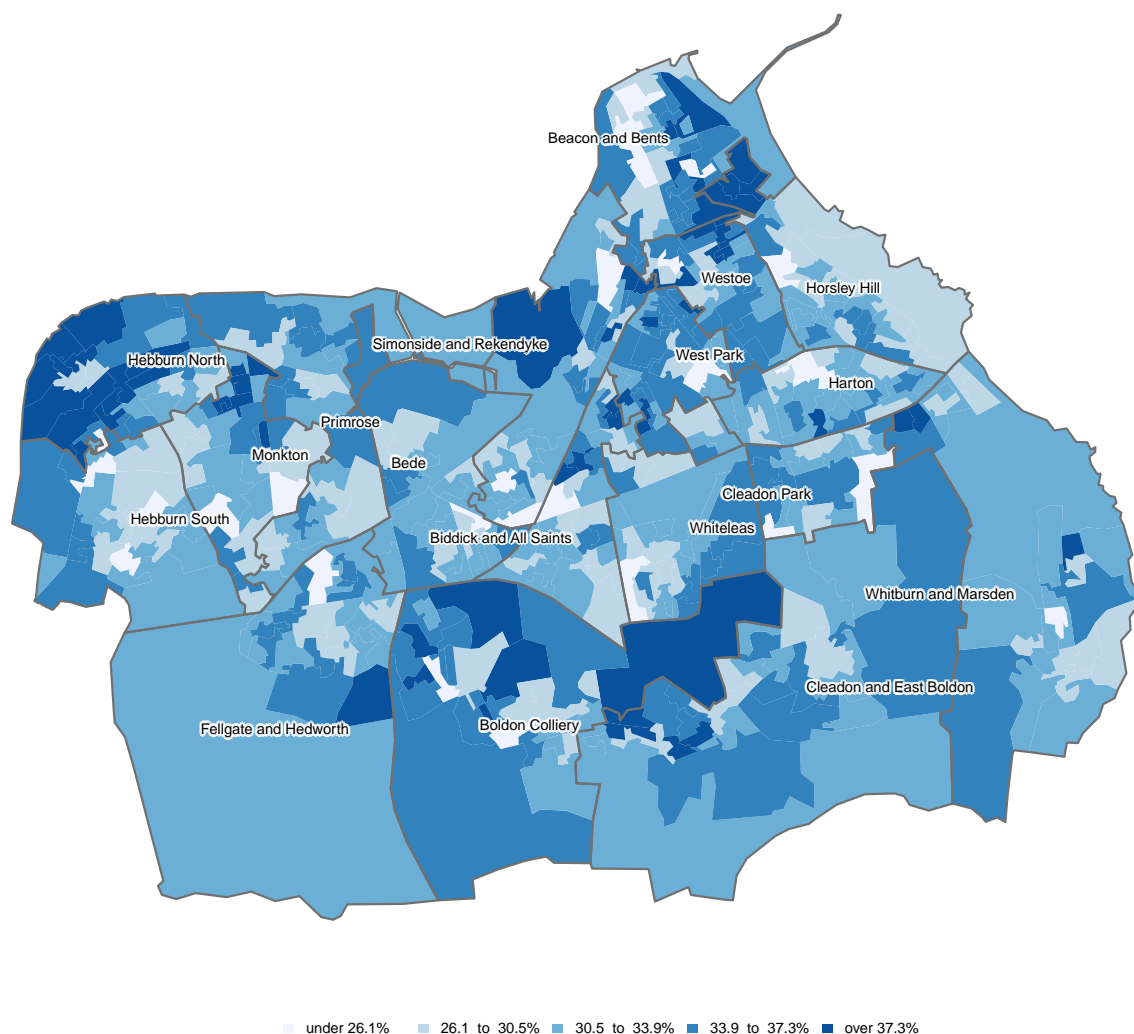 Beacon and Bents
Westoe
Horsley Hill
Simonside and Rekendyke
Hebburn North
West Park
Harton
Primrose
Monkton
Bede
Cleadon Park
Hebburn South
Whiteleas
Biddick and All Saints
Whitburn and Marsden
Cleadon and East Boldon
Fellgate and Hedworth
Boldon Colliery
under 26.1% 26.1 to 30.5% 30.5 to 33.9% 33.9 to 37.3% over 37.3%